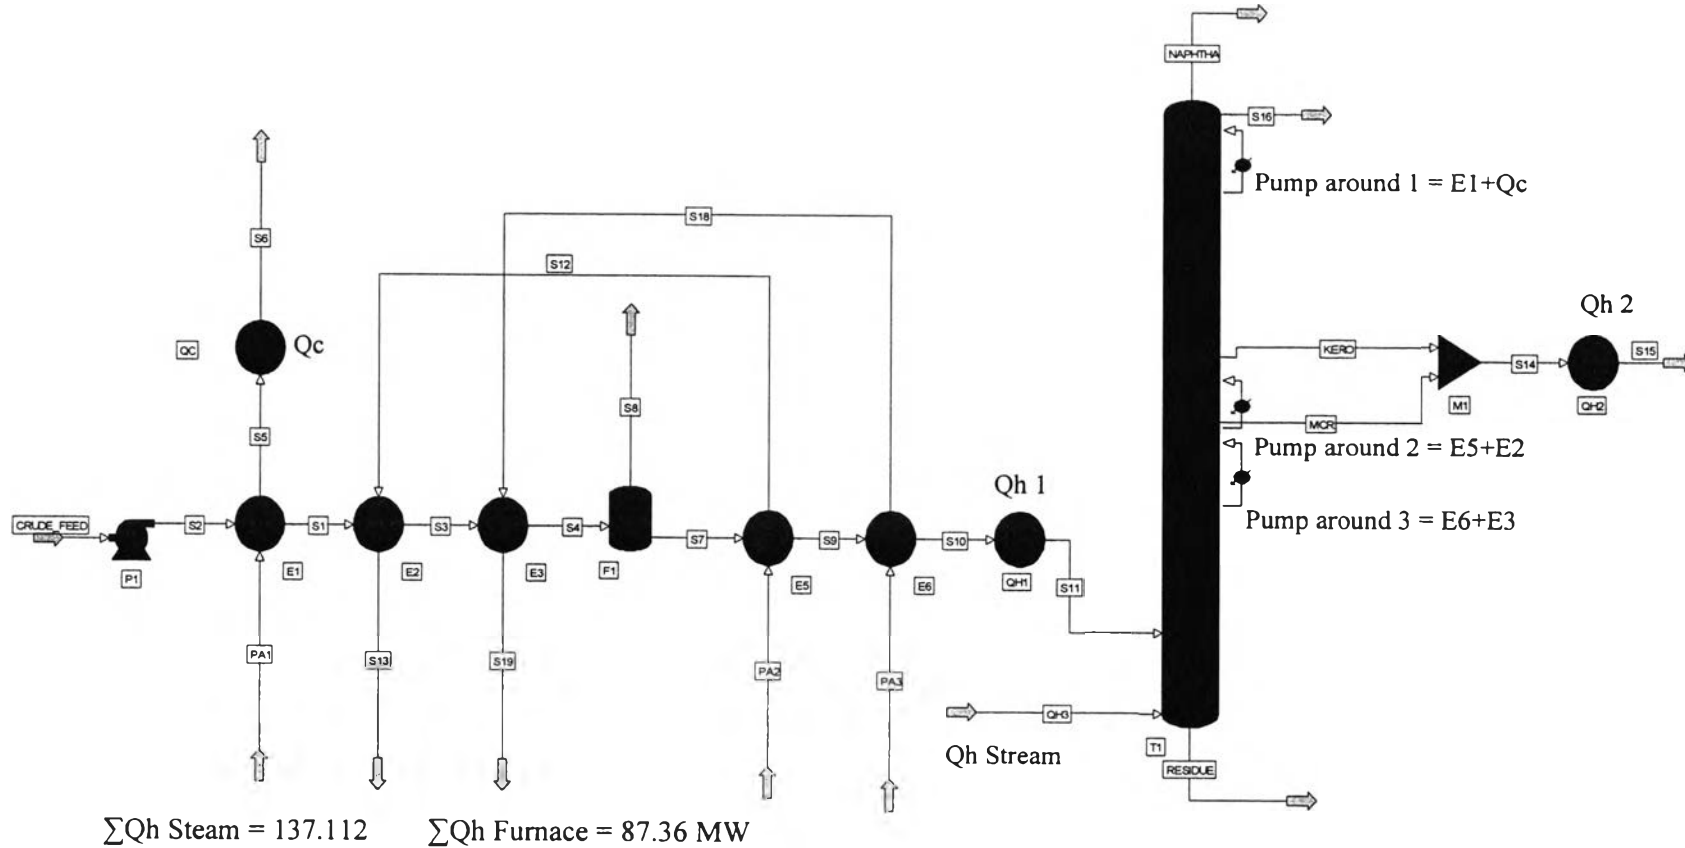 NAPHTHA
S16
Pump around 1 = E1+Qc
S18
S6
S12
Qh 2
QC
Qc
KERO
S14
S15
S8
M1
QH2
S5
MCR
Pump around 2 = E5+E2
Qh 1
Pump around 3 = E6+E3
CRUDE_FEED
S2
S1
S3
S4
S7
S9
S10
P1
E1
E2
E3
F1
E5
E6
QH1
S11
PA1
S13
S19
PA2
PA3
QH3
Qh Stream
T1
RESIDUE
∑Qh Steam = 137.112
∑Qh Furnace = 87.36 MW